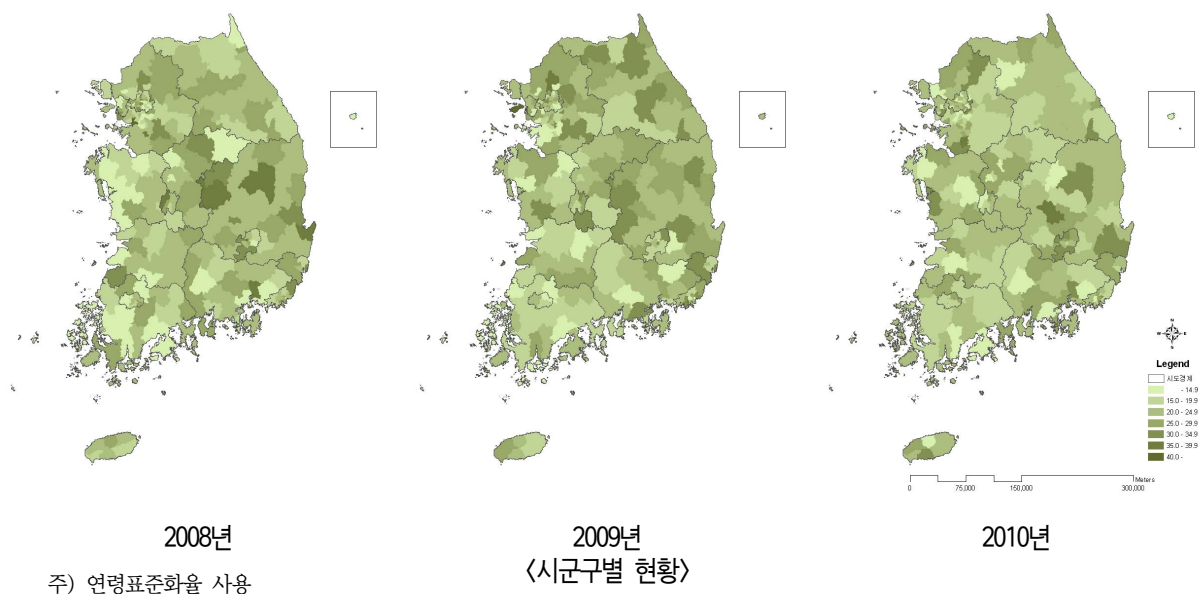 N
W E
S
Legend
시도경계
- 14.9
15.0 - 19.9
20.0 - 24.9
25.0 - 29.9
30.0 - 34.9
35.0 - 39.9
40.0 -
Meters
0 75,000 150,000 300,000
2008년 2009년 2010년
<시군구별 현황>
주) 연령표준화율 사용